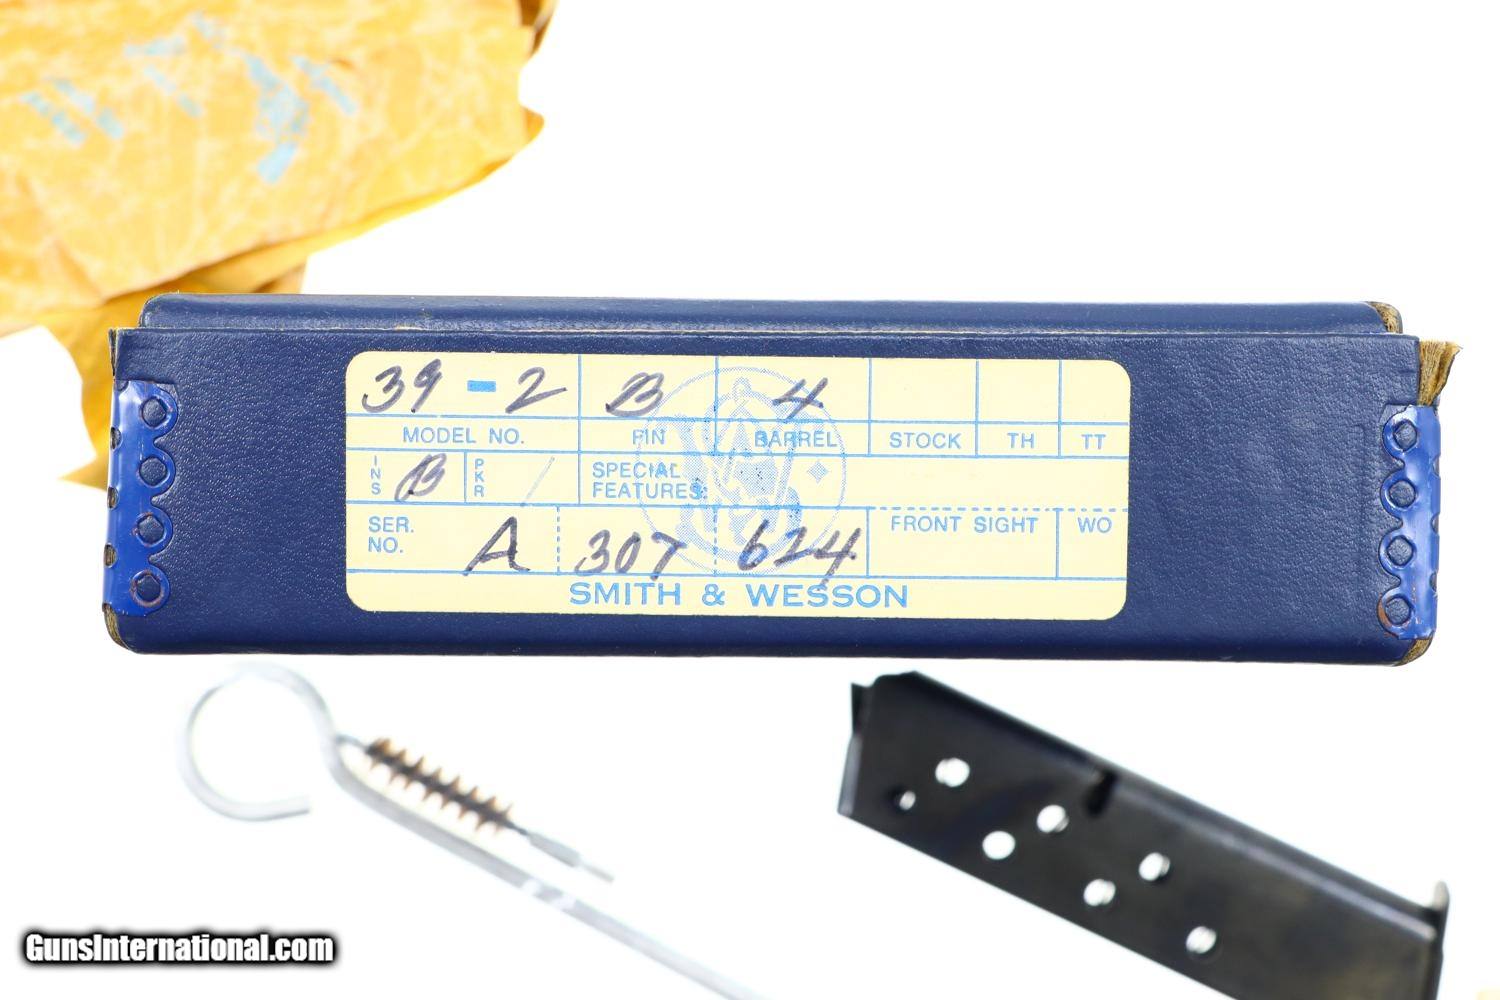 39 - 2 B 4
MODEL NO. FIN BARREL STOCK TH TT
INS B PKR / SPECIAL FEATURES:
SER. NO. A 307 624 FRONT SIGHT WO
SMITH & WESSON
GunsInternational.com